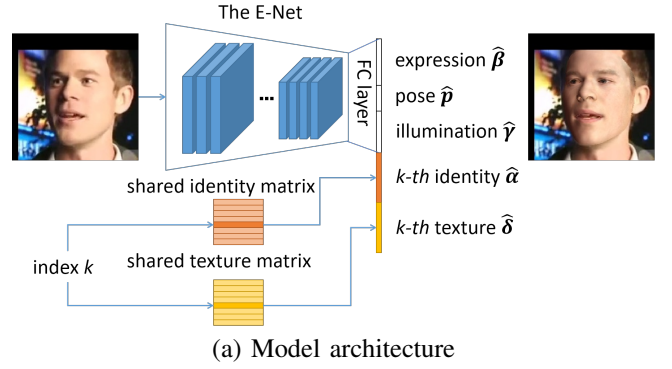 The E-Net
...
FC layer
expression β̂
pose p̂
illumination γ̂
k-th identity α̂
k-th texture δ̂
shared identity matrix
index k
shared texture matrix
(a) Model architecture